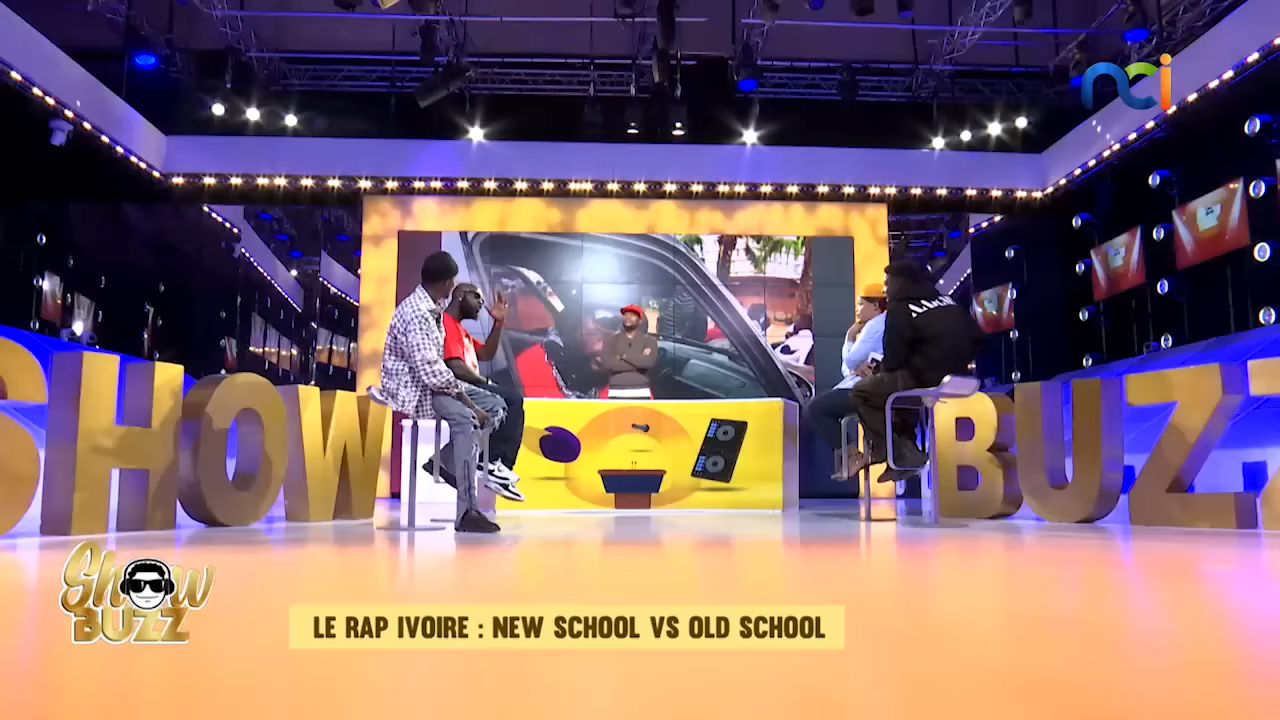 nci
SHOW
BUZZ
Show
BUZZ
LE RAP IVOIRE : NEW SCHOOL VS OLD SCHOOL